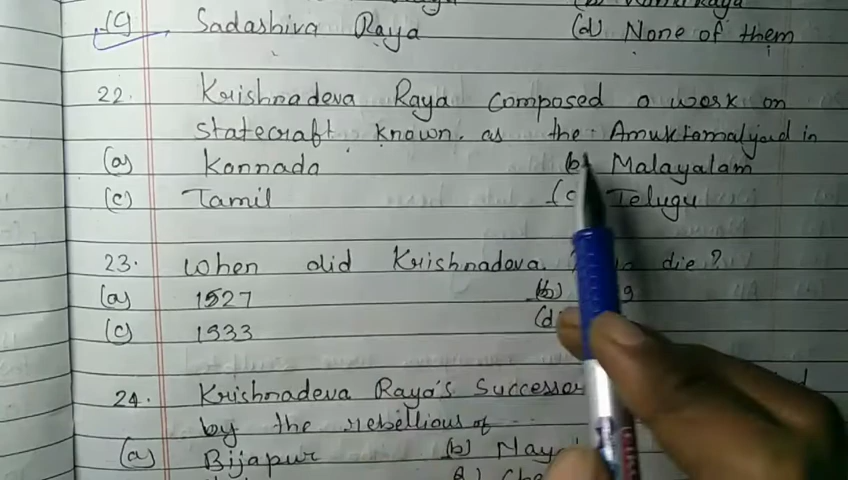 (c) Sadashiva Raya (d) None of them
22. Krishnadeva Raya composed a work on
statecraft known as the Amuktamalyad in
(a) Kannada (b) Malayalam
(c) Tamil Telugu
23. When did Krishnadeva die?
(a) 1527 (b)
(c) 1533 (d)
24. Krishnadeva Raya's Successor
by the rebellious of
(a) Bijapur (b)